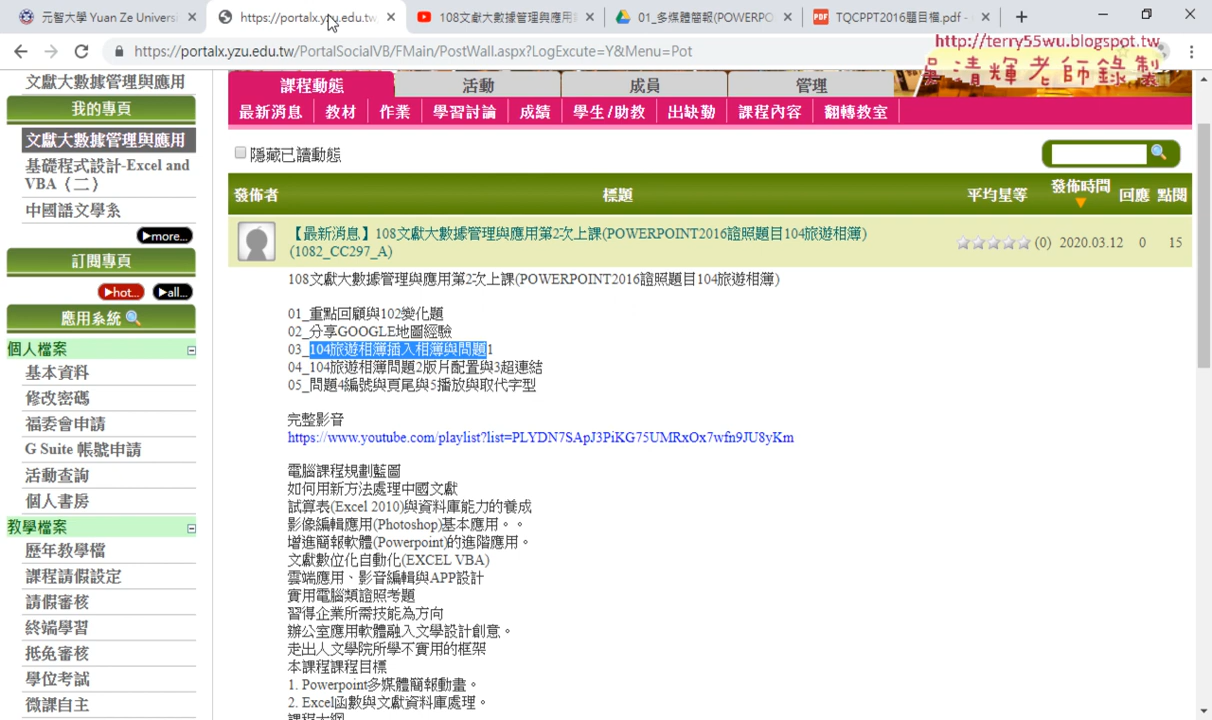 元智大學 Yuan Ze Universi
https://portalx.yzu.edu.tw
108文獻大數據管理與應用
01_多媒體簡報(POWERPO
TQCPPT2016題目檔.pdf -
https://portalx.yzu.edu.tw/PortalSocialVB/FMain/PostWall.aspx?LogExcute=Y&Menu=Pot
http://terry55wu.blogspot.tw
吳清輝老師錄製
文獻大數據管理與應用
我的專頁
文獻大數據管理與應用
基礎程式設計-Excel and
VBA（二）
中國語文學系
▶more...
訂閱專頁
▶hot...
▶all...
應用系統
個人檔案
基本資料
修改密碼
福委會申請
G Suite 帳號申請
活動查詢
個人書房
教學檔案
歷年教學檔
課程請假設定
請假審核
終端學習
抵免審核
學位考試
微課自主
課程動態
活動
成員
管理
最新消息
教材
作業
學習討論
成績
學生/助教
出缺勤
課程內容
翻轉教室
隱藏已讀動態
發佈者
標題
平均星等
發佈時間
回應
點閱
【最新消息】108文獻大數據管理與應用第2次上課(POWERPOINT2016證照題目104旅遊相簿)
(1082_CC297_A)
(0)
2020.03.12
0
15
108文獻大數據管理與應用第2次上課(POWERPOINT2016證照題目104旅遊相簿)
01_重點回顧與102變化題
02_分享GOOGLE地圖經驗
03_104旅遊相簿插入相簿與問題1
04_104旅遊相簿問題2版片配置與3超連結
05_問題4編號與頁尾與5播放與取代字型
完整影音
https://www.youtube.com/playlist?list=PLYDN7SApJ3PiKG75UMRxOx7wfn9JU8yKm
電腦課程規劃藍圖
如何用新方法處理中國文獻
試算表(Excel 2010)與資料庫能力的養成
影像編輯應用(Photoshop)基本應用。。
增進簡報軟體(Powerpoint)的進階應用。
文獻數位化自動化(EXCEL VBA)
雲端應用、影音編輯與APP設計
實用電腦類證照考題
習得企業所需技能為方向
辦公室應用軟體融入文學設計創意。
走出人文學院所學不實用的框架
本課程課程目標
1. Powerpoint多媒體簡報動畫。
2. Excel函數與文獻資料庫處理。
課程大綱